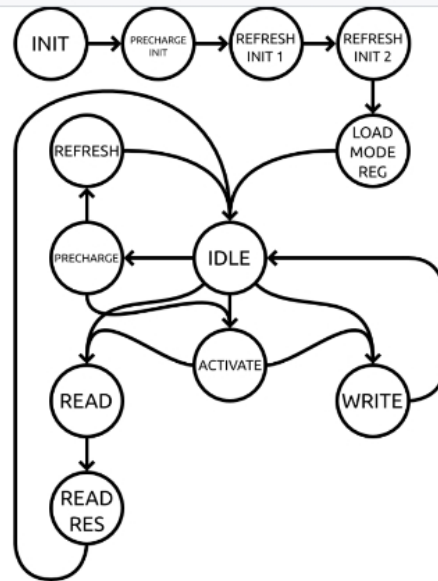 INIT
PRECHARGE
INIT
REFRESH
INIT 1
REFRESH
INIT 2
LOAD
MODE
REG
REFRESH
PRECHARGE
IDLE
ACTIVATE
READ
WRITE
READ
RES